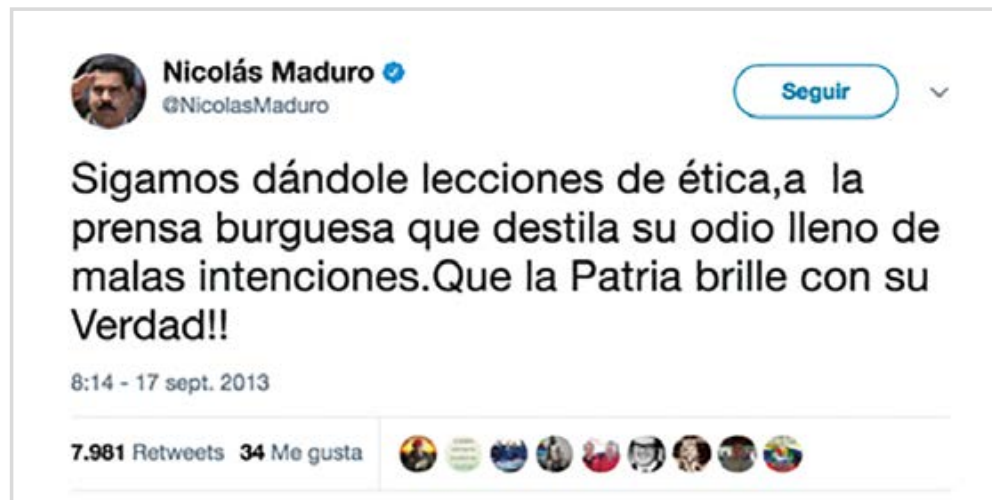 Nicolás Maduro
@NicolasMaduro
Seguir
Sigamos dándole lecciones de ética,a  la
prensa burguesa que destila su odio lleno de
malas intenciones.Que la Patria brille con su
Verdad!!
8:14 - 17 sept. 2013
7.981 Retweets 34 Me gusta